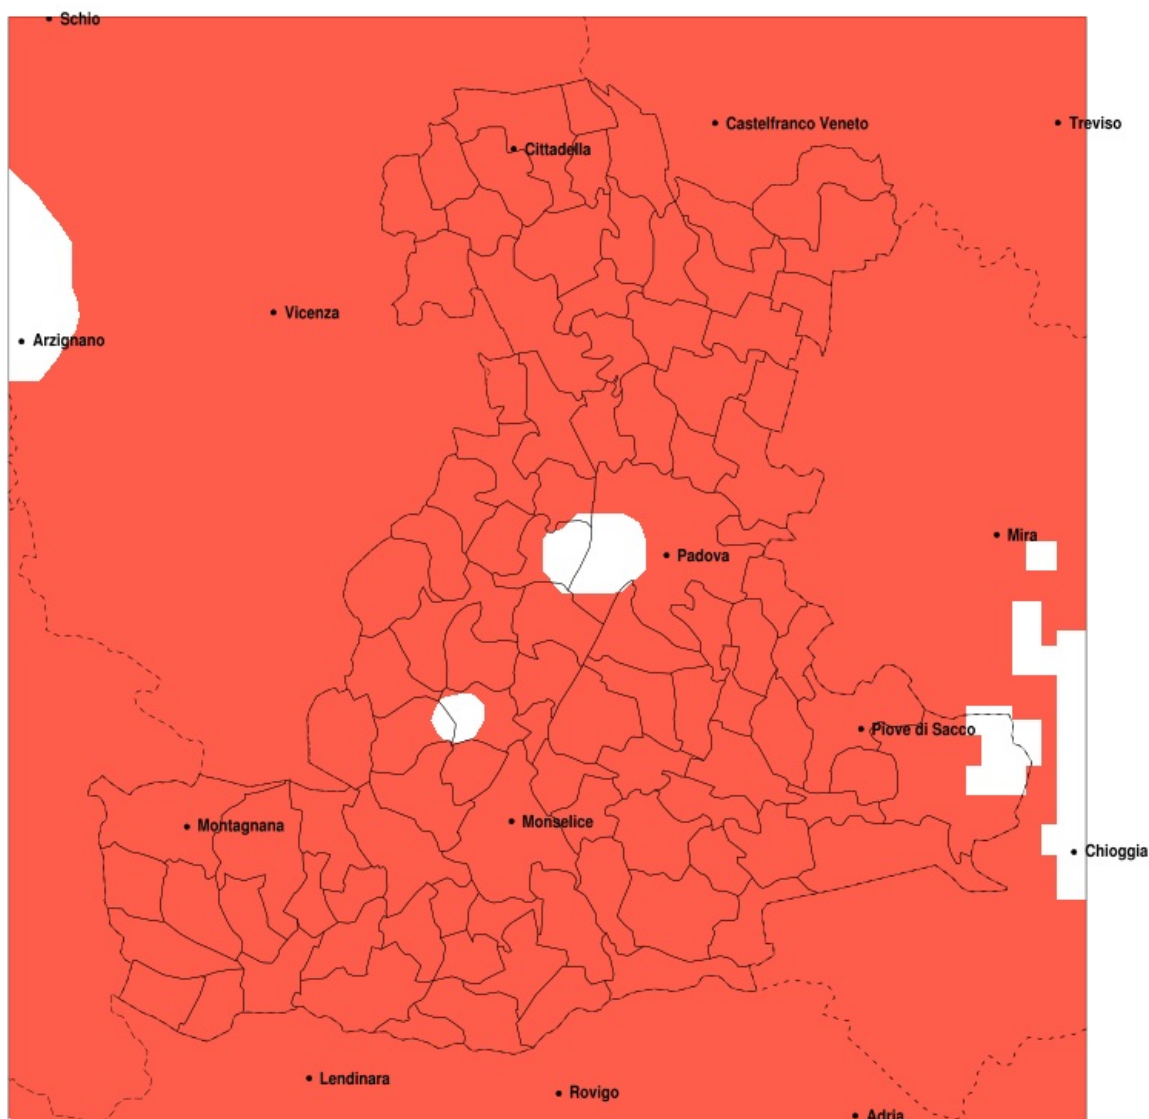 Schio
Castelfranco Veneto
Treviso
Cittadella
Vicenza
Arzignano
Mira
Padova
Piove di Sacco
Montagnana
Monselice
Chioggia
Lendinara
Rovigo
Adria